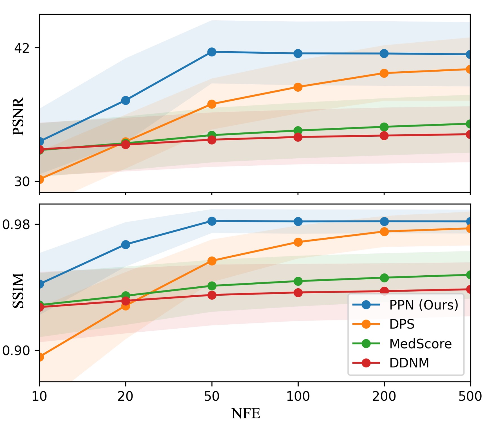 42
PSNR
30
0.98
SSIM
0.90
PPN (Ours)
DPS
MedScore
DDNM
10 20 50 100 200 500
NFE